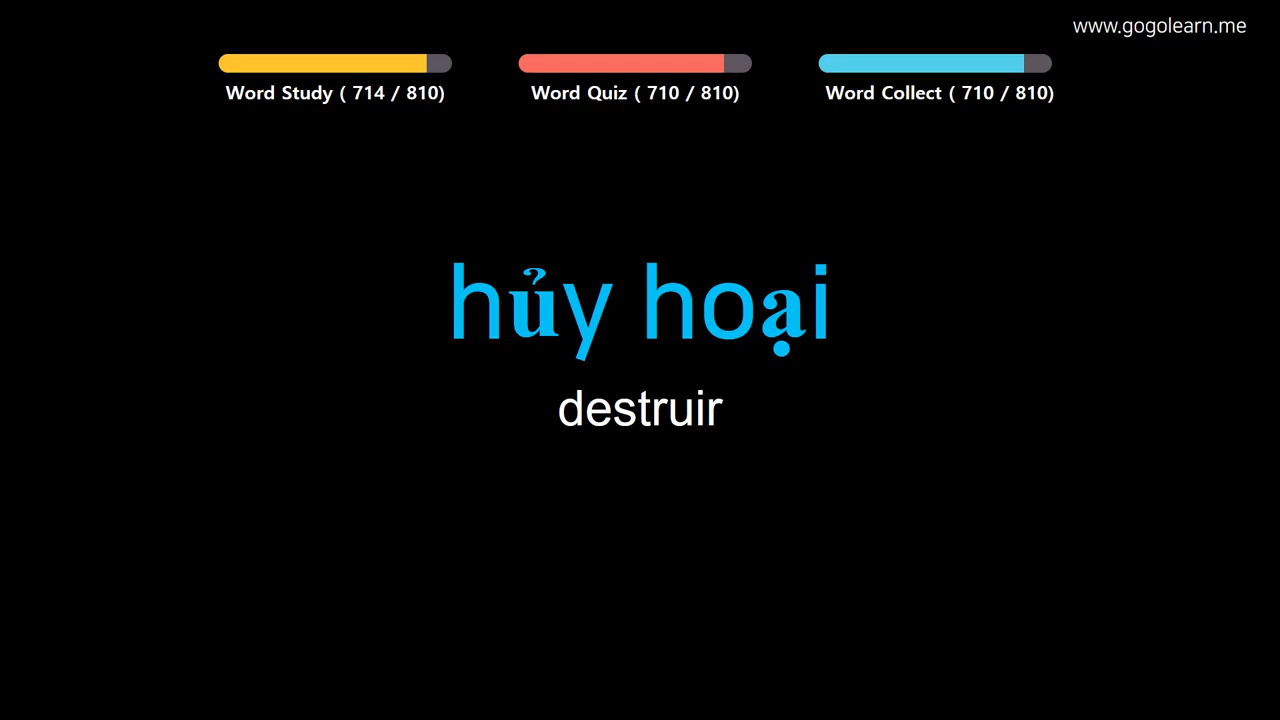 www.gogolearn.me
Word Study ( 714 / 810)
Word Quiz ( 710 / 810)
Word Collect ( 710 / 810)
hủy hoại
destruir